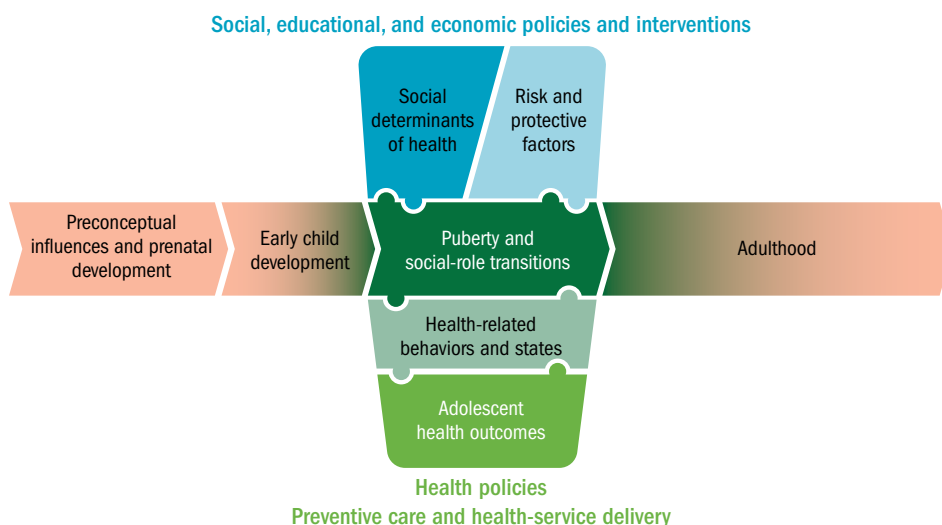 Social, educational, and economic policies and interventions
Social
determinants
of health
Risk and
protective
factors
Preconceptual
influences and prenatal
development
Early child
development
Puberty and
social-role transitions
Adulthood
Health-related
behaviors and states
Adolescent
health outcomes
Health policies
Preventive care and health-service delivery